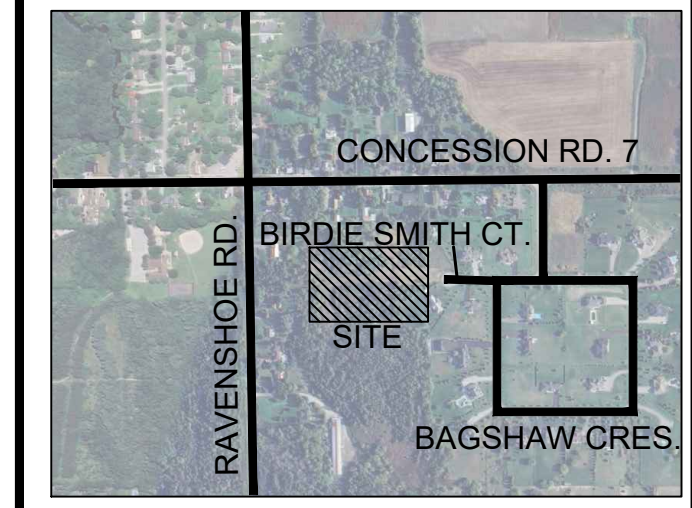 CONCESSION RD. 7
BIRDIE SMITH CT.
RAVENSHOE RD.
SITE
BAGSHAW CRES.